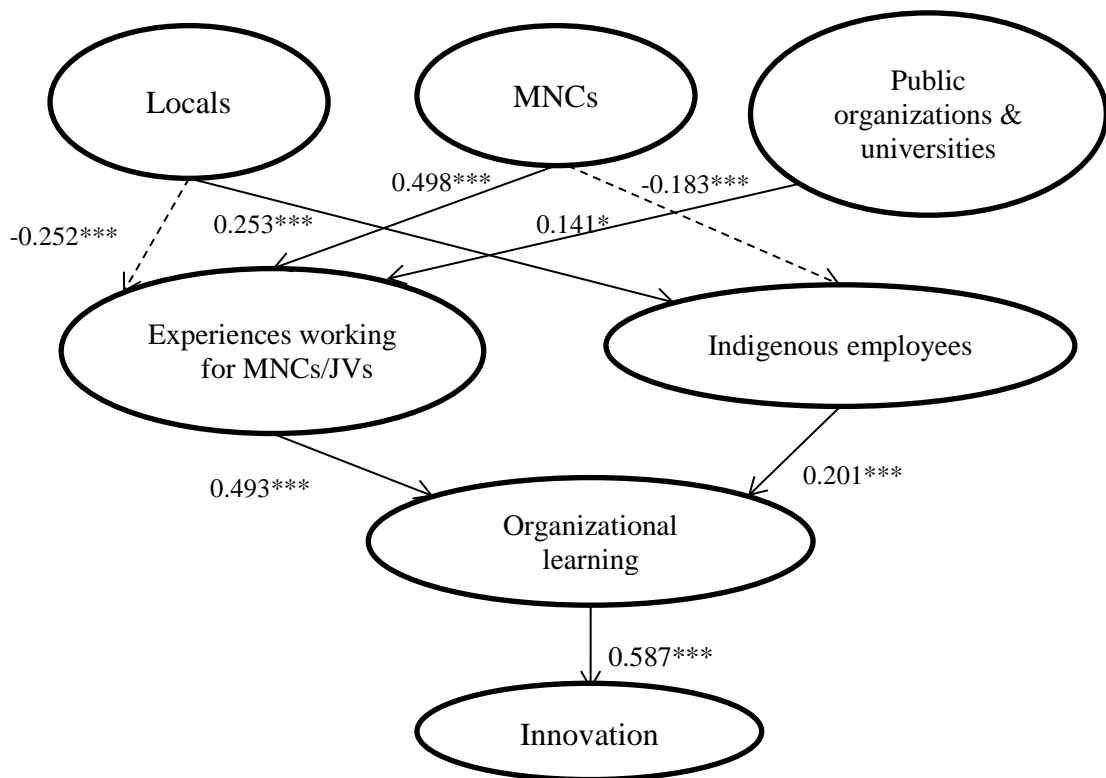 Locals
MNCs
Public
organizations &
universities
0.498***
-0.183***
-0.252***
0.253***
0.141*
Experiences working
for MNCs/JVs
Indigenous employees
0.493***
0.201***
Organizational
learning
0.587***
Innovation